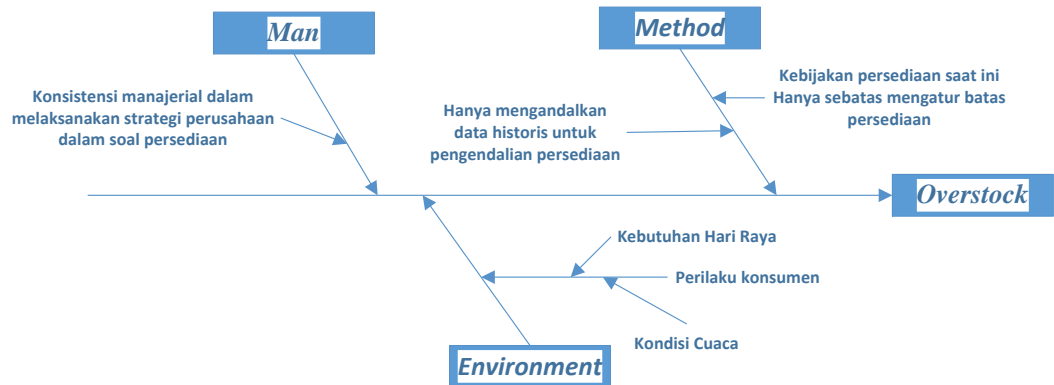 Man
Method
Konsistensi manajerial dalam
melaksanakan strategi perusahaan
dalam soal persediaan
Hanya mengandalkan
data historis untuk
pengendalian persediaan
Kebijakan persediaan saat ini
Hanya sebatas mengatur batas
persediaan
Overstock
Kebutuhan Hari Raya
Perilaku konsumen
Kondisi Cuaca
Environment